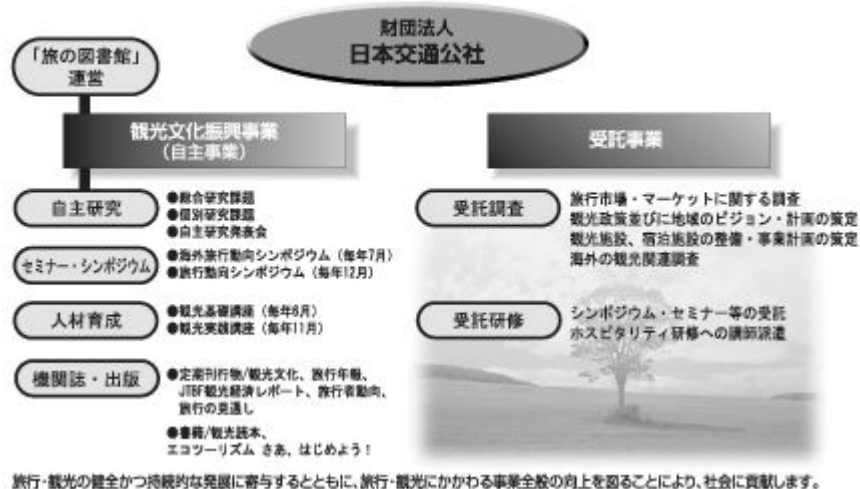 財団法人
日本交通公社
「旅の図書館」
運営
観光文化振興事業
（自主事業）
自主研究
●総合研究課題
●個別研究課題
●自主研究発表会
セミナー・シンポジウム
●海外旅行動向シンポジウム（毎年7月）
●旅行動向シンポジウム（毎年12月）
人材育成
●観光基礎講座（毎年6月）
●観光実践講座（毎年11月）
機関誌・出版
●定期刊行物/観光文化、旅行年報、
JTBF観光経済レポート、旅行者動向、
旅行の見通し
●書籍/観光読本、
エコツーリズム さあ、はじめよう！
受託事業
受託調査
旅行市場・マーケットに関する調査
観光政策並びに地域のビジョン・計画の策定
観光施設、宿泊施設の整備・事業計画の策定
海外の観光関連調査
受託研修
シンポジウム・セミナー等の受託
ホスピタリティ研修への講師派遣
旅行・観光の健全かつ持続的な発展に寄与するとともに、旅行・観光にかかわる事業全般の向上を図ることにより、社会に貢献します。